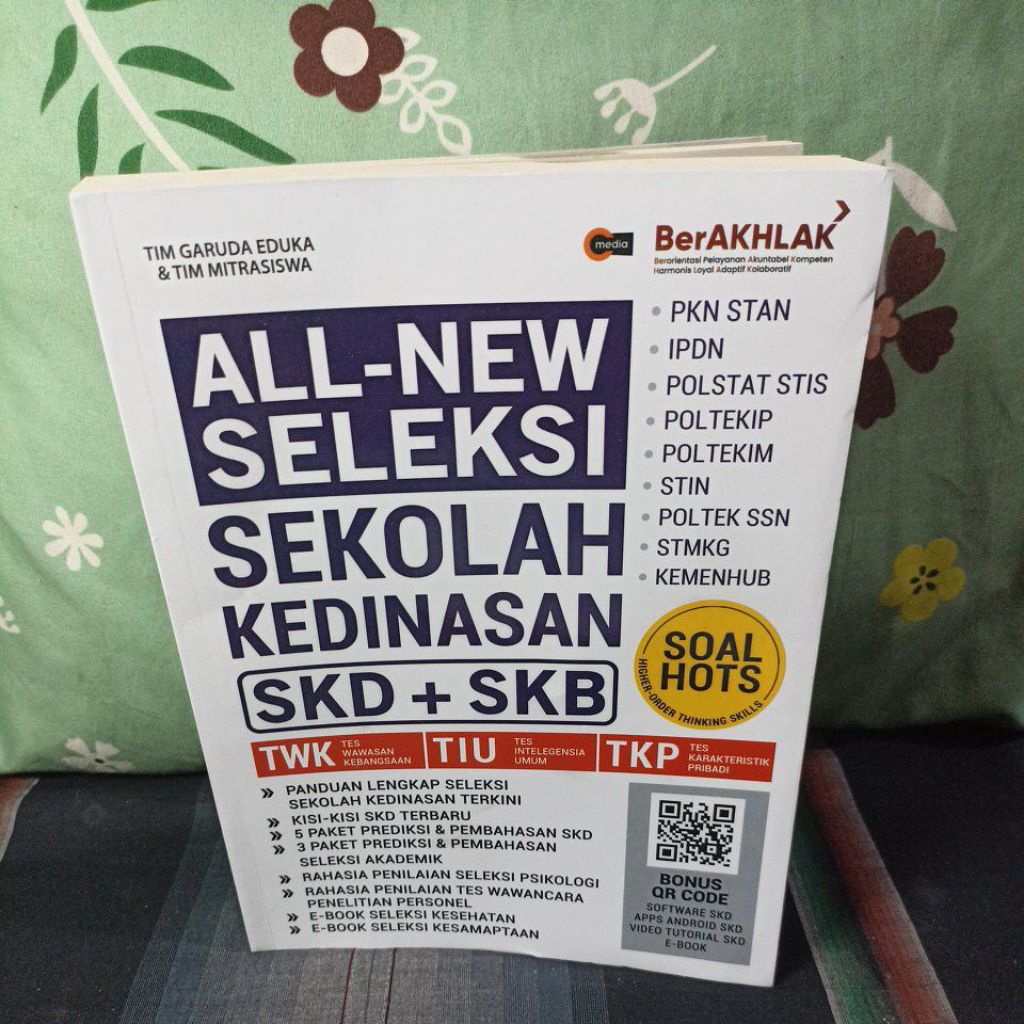 TIM GARUDA EDUKA
& TIM MITRASISWA
media
BerAKHLAK
Berorientasi Pelayanan Akuntabel Kompeten
Harmonis Loyal Adaptif Kolaboratif
ALL-NEW
SELEKSI
SEKOLAH
KEDINASAN
SKD + SKB
• PKN STAN
• IPDN
• POLSTAT STIS
• POLTEKIP
• POLTEKIM
• STIN
• POLTEK SSN
• STMKG
• KEMENHUB
SOAL
HOTS
HIGHER-ORDER THINKING SKILLS
TWK TES
WAWASAN
KEBANGSAAN
TIU TES
INTELEGENSIA
UMUM
TKP TES
KARAKTERISTIK
PRIBADI
» PANDUAN LENGKAP SELEKSI
SEKOLAH KEDINASAN TERKINI
» KISI-KISI SKD TERBARU
» 5 PAKET PREDIKSI & PEMBAHASAN SKD
» 3 PAKET PREDIKSI & PEMBAHASAN
SELEKSI AKADEMIK
» RAHASIA PENILAIAN SELEKSI PSIKOLOGI
» RAHASIA PENILAIAN TES WAWANCARA
PENELITIAN PERSONEL
» E-BOOK SELEKSI KESEHATAN
» E-BOOK SELEKSI KESAMAPTAAN
BONUS
QR CODE
SOFTWARE SKD
APPS ANDROID SKD
VIDEO TUTORIAL SKD
E-BOOK